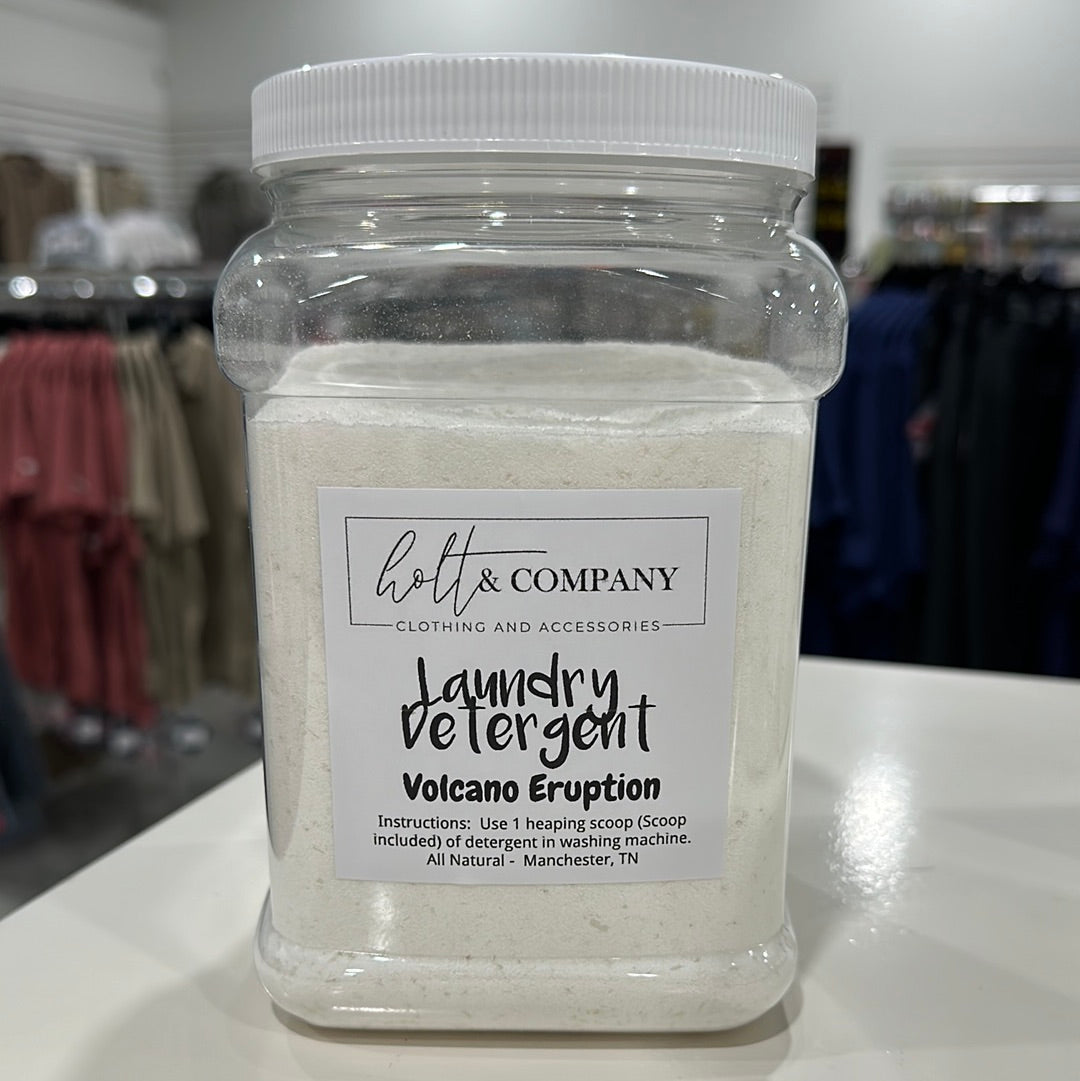 holt & COMPANY
CLOTHING AND ACCESSORIES
Laundry
Detergent
Volcano Eruption
Instructions: Use 1 heaping scoop (Scoop
included) of detergent in washing machine.
All Natural - Manchester, TN